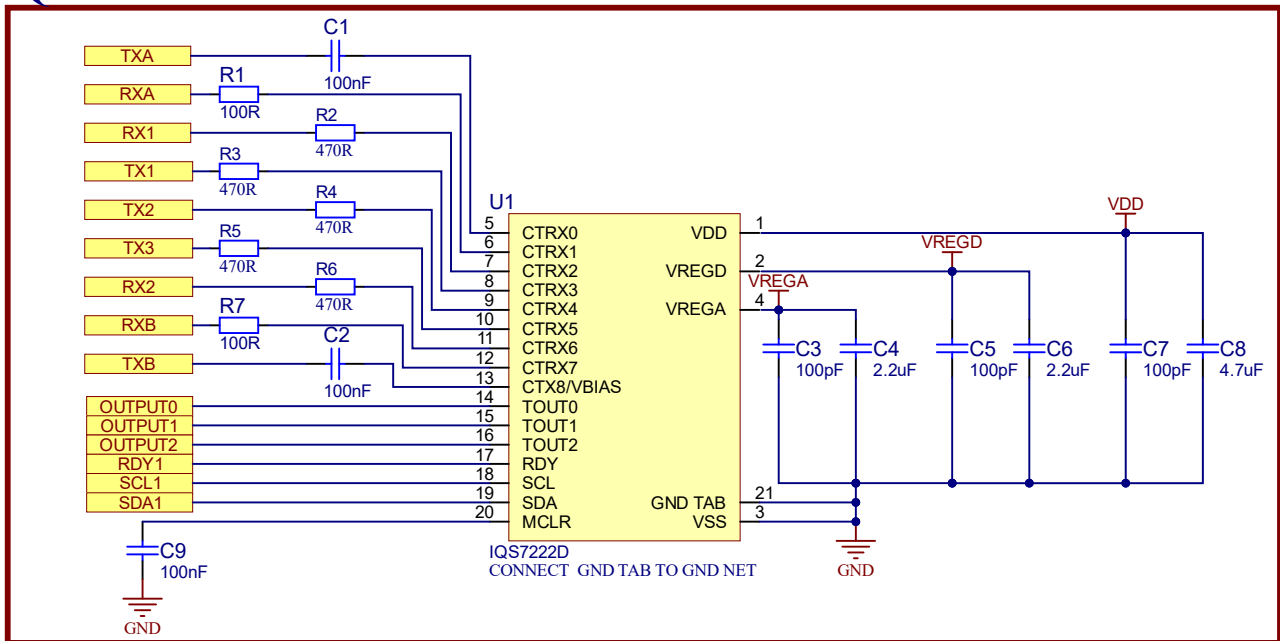 C1
TXA
100nF
R1
RXA
100R
R2
RX1
470R
R3
TX1
470R
R4
TX2
470R
R5
TX3
470R
R6
RX2
470R
R7
RXB
100R
C2
TXB
100nF
OUTPUT0
OUTPUT1
OUTPUT2
RDY1
SCL1
SDA1
C9
100nF
GND
U1
5 CTRX0
6 CTRX1
7 CTRX2
8 CTRX3
9 CTRX4
10 CTRX5
11 CTRX6
12 CTRX7
13 CTX8/VBIAS
14 TOUT0
15 TOUT1
16 TOUT2
17 RDY
18 SCL
19 SDA
20 MCLR
VDD 1
VREGD 2
VREGA 4
GND TAB 21
VSS 3
IQS7222D
CONNECT GND TAB TO GND NET
VDD
VREGD
VREGA
C3
100pF
C4
2.2uF
C5
100pF
C6
2.2uF
C7
100pF
C8
4.7uF
GND